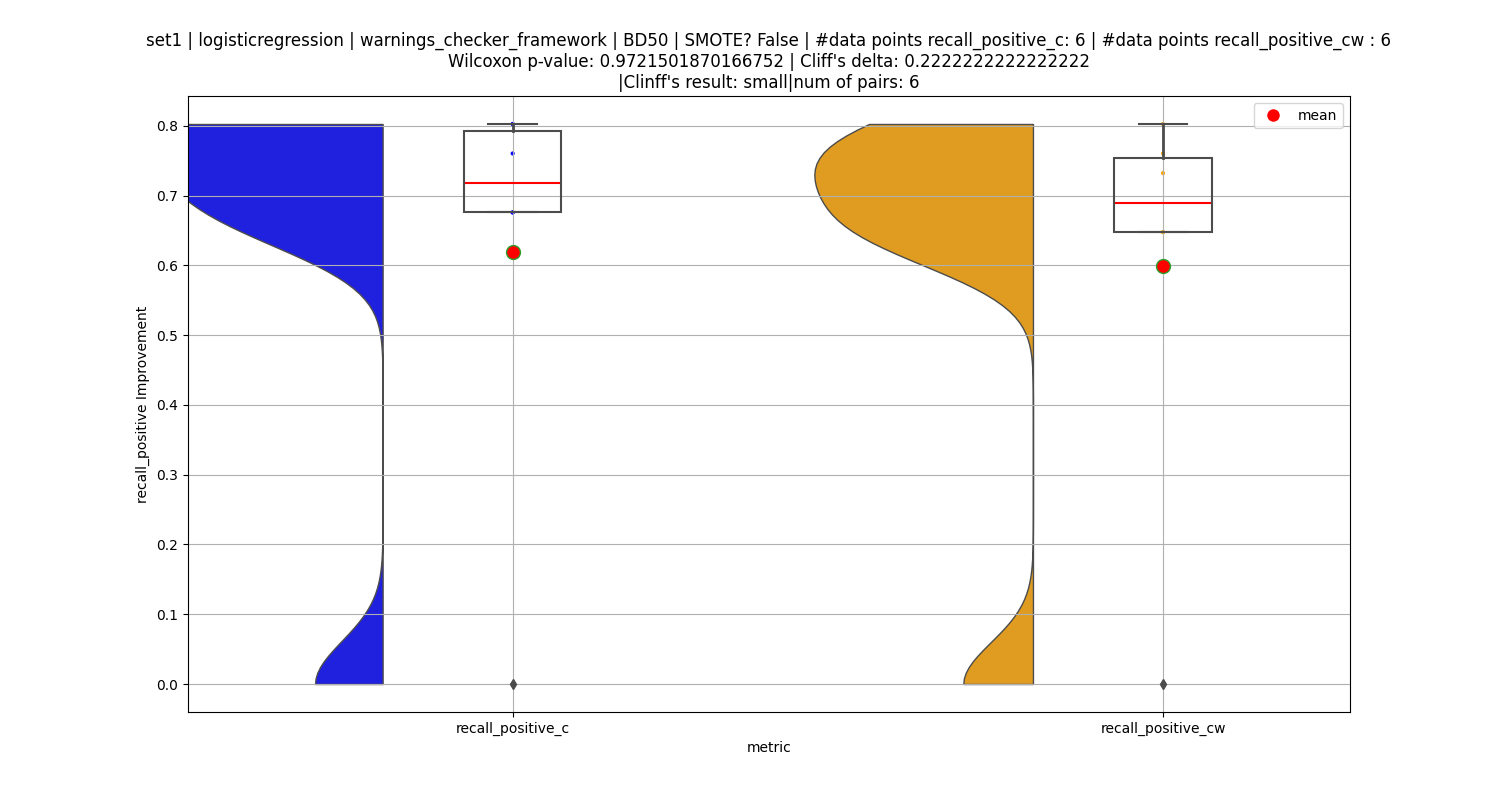 set1 | logisticregression | warnings_checker_framework | BD50 | SMOTE? False | #data points recall_positive_c: 6 | #data points recall_positive_cw : 6
Wilcoxon p-value: 0.9721501870166752 | Cliff's delta: 0.2222222222222222
|Clinff's result: small|num of pairs: 6
mean
0.8
0.7
0.6
0.5
0.4
0.3
0.2
0.1
0.0
recall_positive Improvement
recall_positive_c
recall_positive_cw
metric